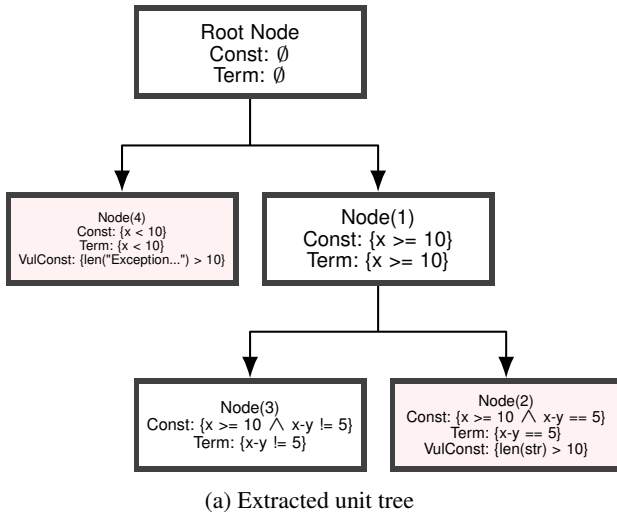 Root Node
Const: ∅
Term: ∅
Node(4)
Const: {x < 10}
Term: {x < 10}
VulConst: {len("Exception...") > 10}
Node(1)
Const: {x >= 10}
Term: {x >= 10}
Node(3)
Const: {x >= 10 ∧ x-y != 5}
Term: {x-y != 5}
Node(2)
Const: {x >= 10 ∧ x-y == 5}
Term: {x-y == 5}
VulConst: {len(str) > 10}
(a) Extracted unit tree